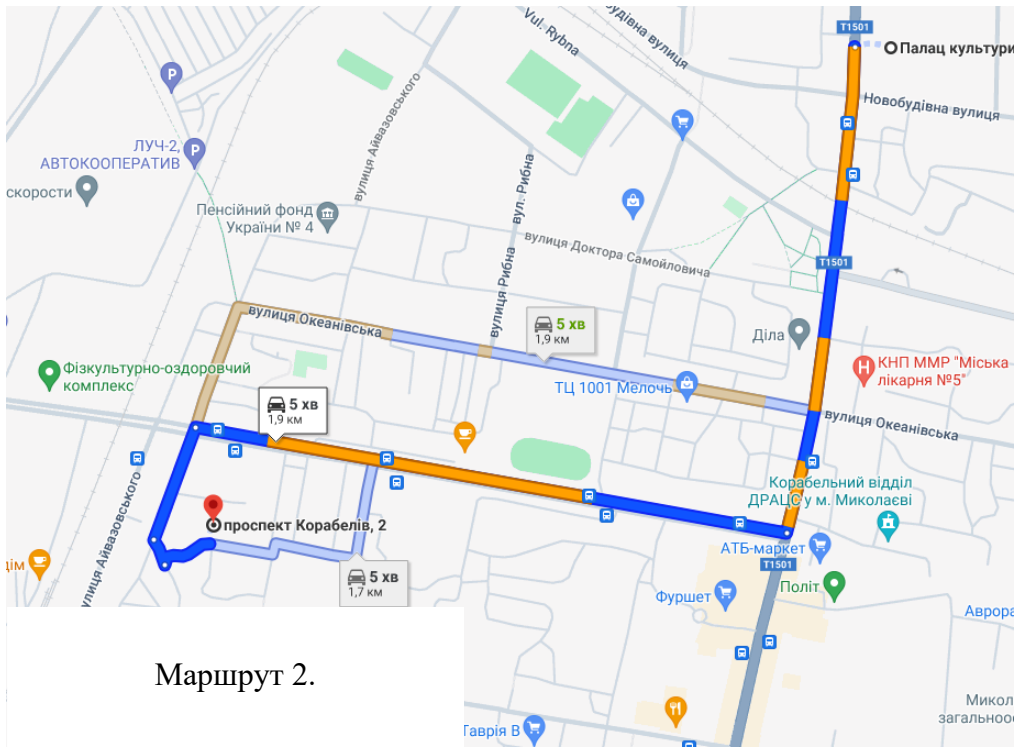 T1501
Палац культури
Vul. Rybna
будівна вулиця
Новобудівна вулиця
вулиця Айвазовського
ЛУЧ-2,
АВТОКООПЕРАТИВ
скорости
Пенсійний фонд
України № 4
вул. Рибна
вулиця Рибна
вулиця Доктора Самойловича
T1501
вулиця Океанівська
5 хв
1,9 км
Діла
КНП ММР "Міська
лікарня №5"
Фізкультурно-оздоровчий
комплекс
ТЦ 1001 Мелочь
5 хв
1,9 км
вулиця Океанівська
Корабельний відділ
ДРАЦС у м. Миколаєві
проспект Корабелів, 2
вулиця Айвазовського
дім
АТБ-маркет
T1501
5 хв
1,7 км
Фуршет
Політ
Аврора
Маршрут 2.
Микол
загальноос
Таврія В